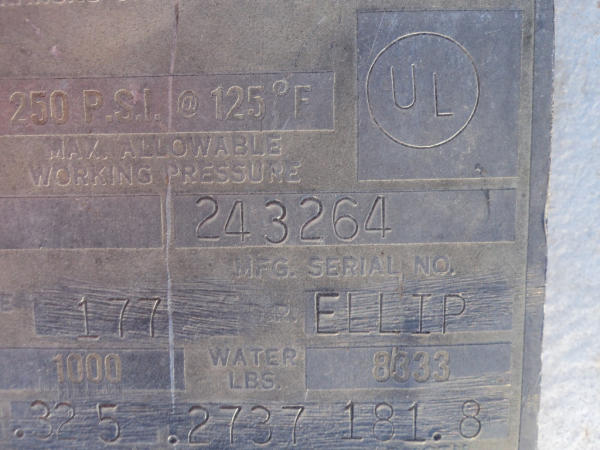 UL
250 P.S.I. @ 125°F
MAX. ALLOWABLE
WORKING PRESSURE
243264
MFG. SERIAL NO.
177 ELLIP
1000 WATER LBS. 8333
.325 .2737 181.8